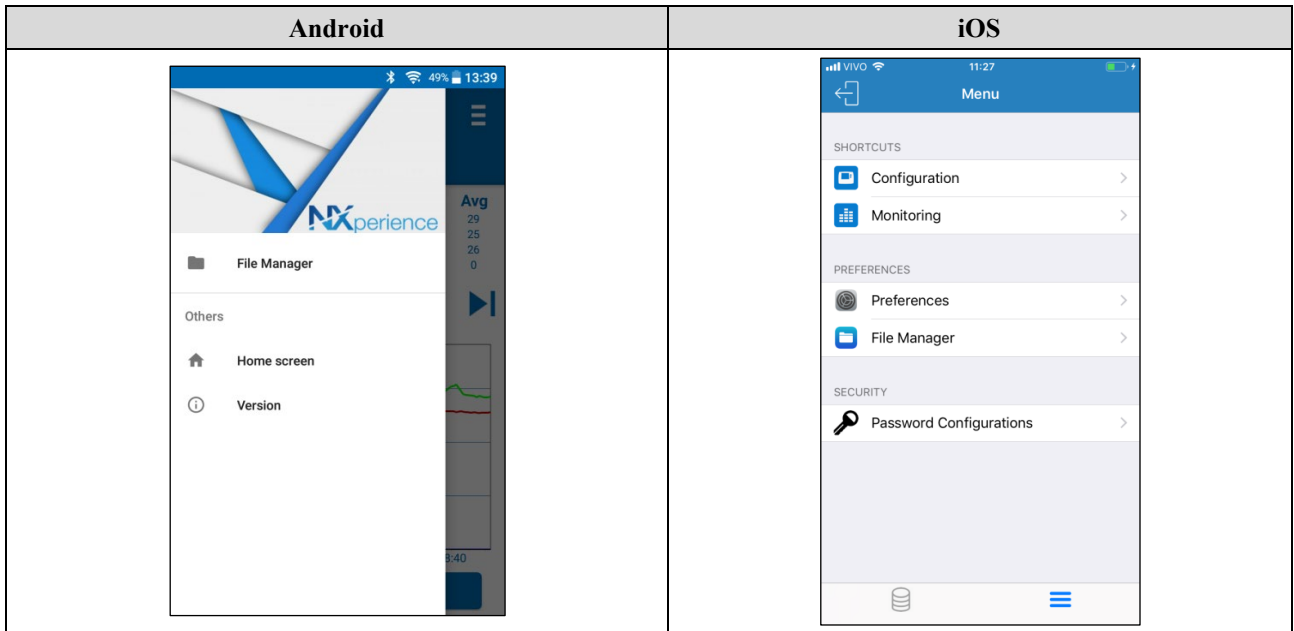 Android
iOS
49% 13:39
NXperience
Avg
29
25
26
0
File Manager
Others
Home screen
Version
8:40
VIVO 11:27
Menu
SHORTCUTS
Configuration
Monitoring
PREFERENCES
Preferences
File Manager
SECURITY
Password Configurations